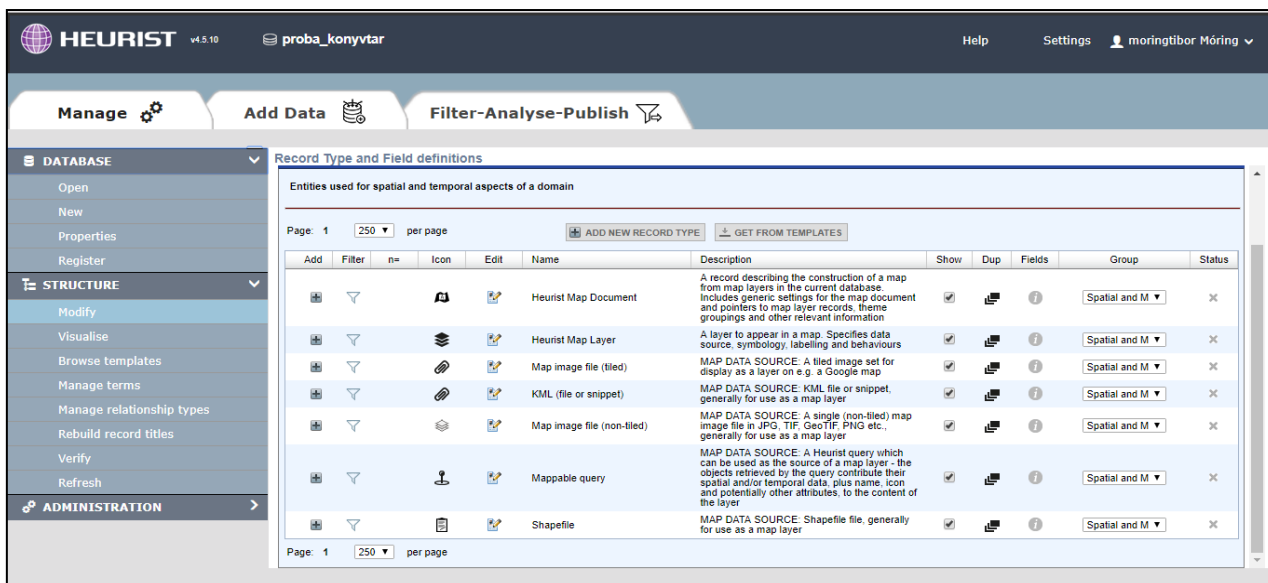 HEURIST v4.5.10 proba_konyvtar Help Settings moringtibor Móring
Manage Add Data Filter-Analyse-Publish
DATABASE
Open
New
Properties
Register
STRUCTURE
Modify
Visualise
Browse templates
Manage terms
Manage relationship types
Rebuild record titles
Verify
Refresh
ADMINISTRATION
Record Type and Field definitions
Entities used for spatial and temporal aspects of a domain
Page: 1 250 per page ADD NEW RECORD TYPE GET FROM TEMPLATES
Add Filter n= Icon Edit Name Description Show Dup Fields Group Status
Heurist Map Document
A record describing the construction of a map
from map layers in the current database.
Includes generic settings for the map document
and pointers to map layer records, theme
groupings and other relevant information
Spatial and M
Heurist Map Layer
A layer to appear in a map. Specifies data
source, symbology, labelling and behaviours
Spatial and M
Map image file (tiled)
MAP DATA SOURCE: A tiled image set for
display as a layer on e.g. a Google map
Spatial and M
KML (file or snippet)
MAP DATA SOURCE: KML file or snippet,
generally for use as a map layer
Spatial and M
Map image file (non-tiled)
MAP DATA SOURCE: A single (non-tiled) map
image file in JPG, TIF, GeoTIF, PNG etc.,
generally for use as a map layer
Spatial and M
Mappable query
MAP DATA SOURCE: A Heurist query which
can be used as the source of a map layer - the
objects retrieved by the query contribute their
spatial and/or temporal data, plus name, icon
and potentially other attributes, to the content of
the layer
Spatial and M
Shapefile
MAP DATA SOURCE: Shapefile file, generally
for use as a map layer
Spatial and M
Page: 1 250 per page